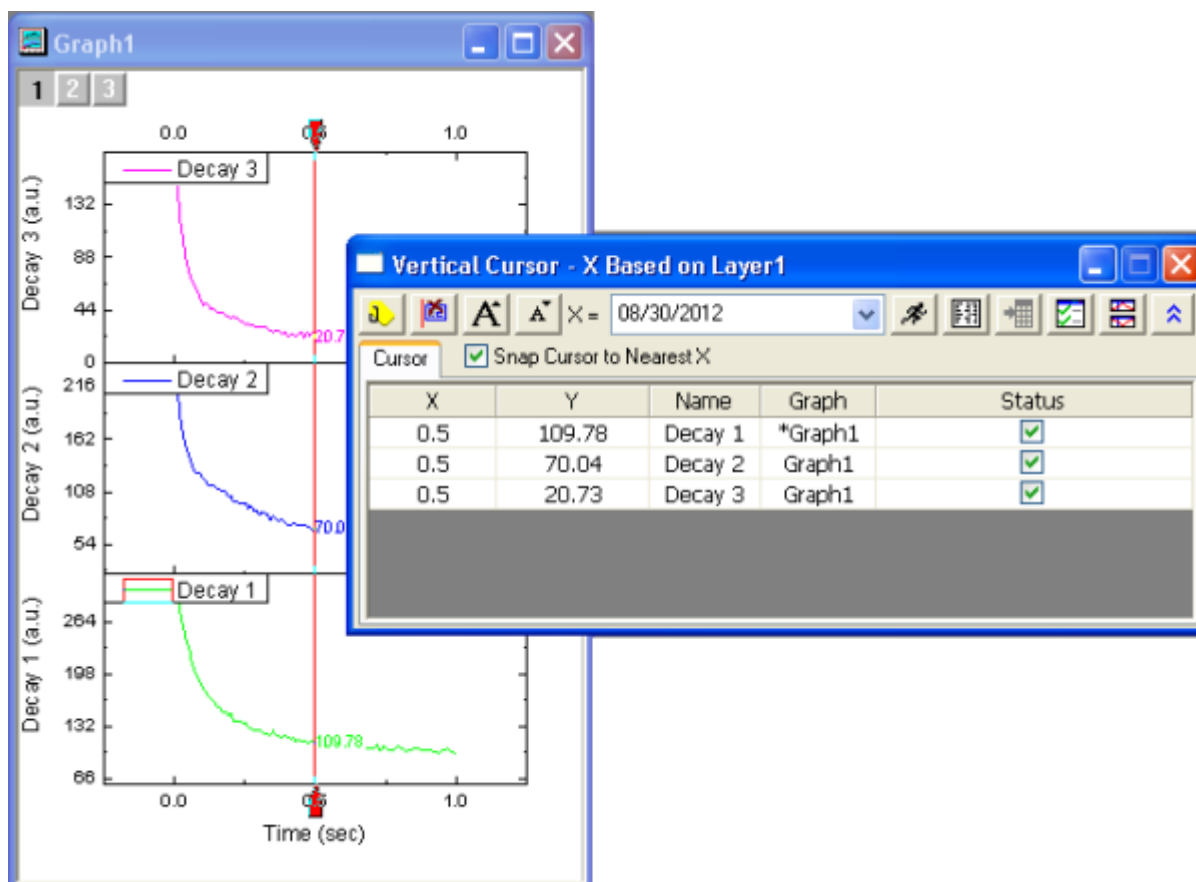 Graph1
1 2 3
0.0 0.5 1.0
Decay 3
Decay 3 (a.u.)
132
88
44
0
20.7
Decay 2
Decay 2 (a.u.)
216
162
108
54
70.0
Decay 1
Decay 1 (a.u.)
264
198
132
66
109.78
0.0 0.5 1.0
Time (sec)
Vertical Cursor - X Based on Layer1
A A X = 08/30/2012
Cursor Snap Cursor to Nearest X
X Y Name Graph Status
0.5 109.78 Decay 1 *Graph1
0.5 70.04 Decay 2 Graph1
0.5 20.73 Decay 3 Graph1